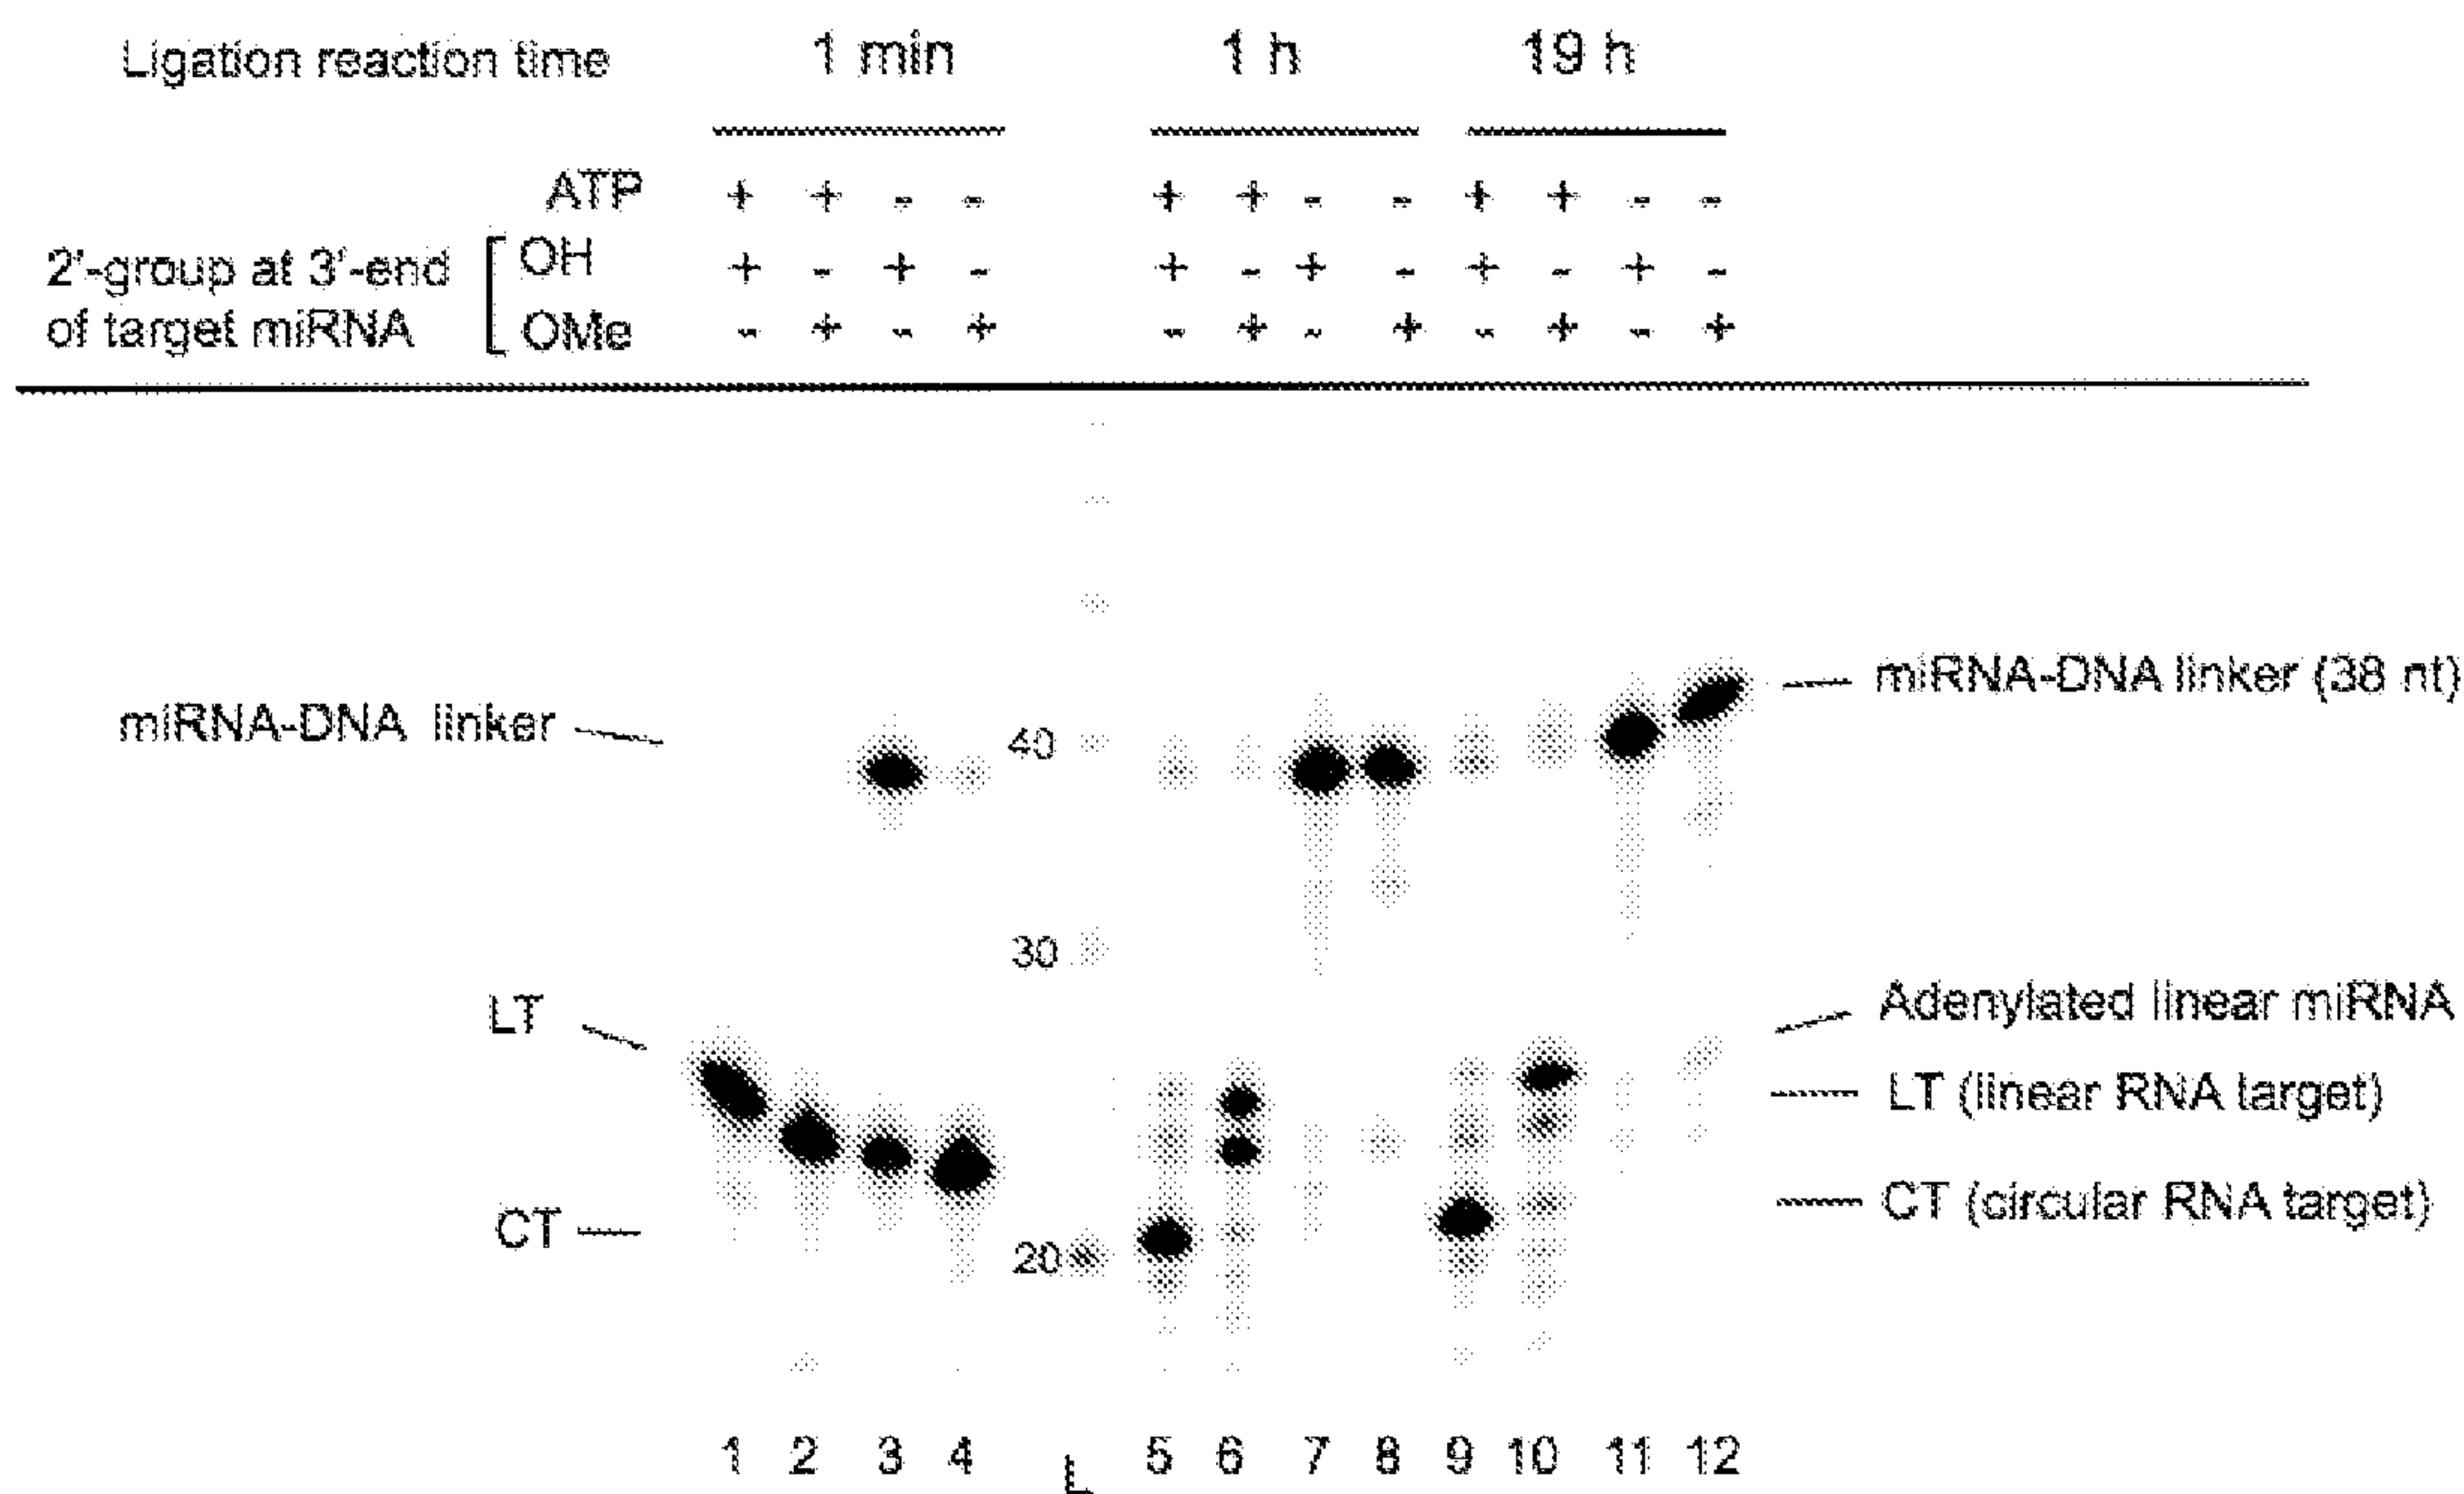 Ligation reaction time 1 min 1 h 19 h
ATP + + - - + + - - + + - -
2'-group at 3'-end [ OH + - + - + - + - + - + -
of target miRNA [ OMe - + - + - + - + - + - +
miRNA-DNA linker (38 nt)
miRNA-DNA linker
40
30
LT
Adenylated linear miRNA
LT (linear RNA target)
CT
CT (circular RNA target)
20
1 2 3 4 L 5 6 7 8 9 10 11 12